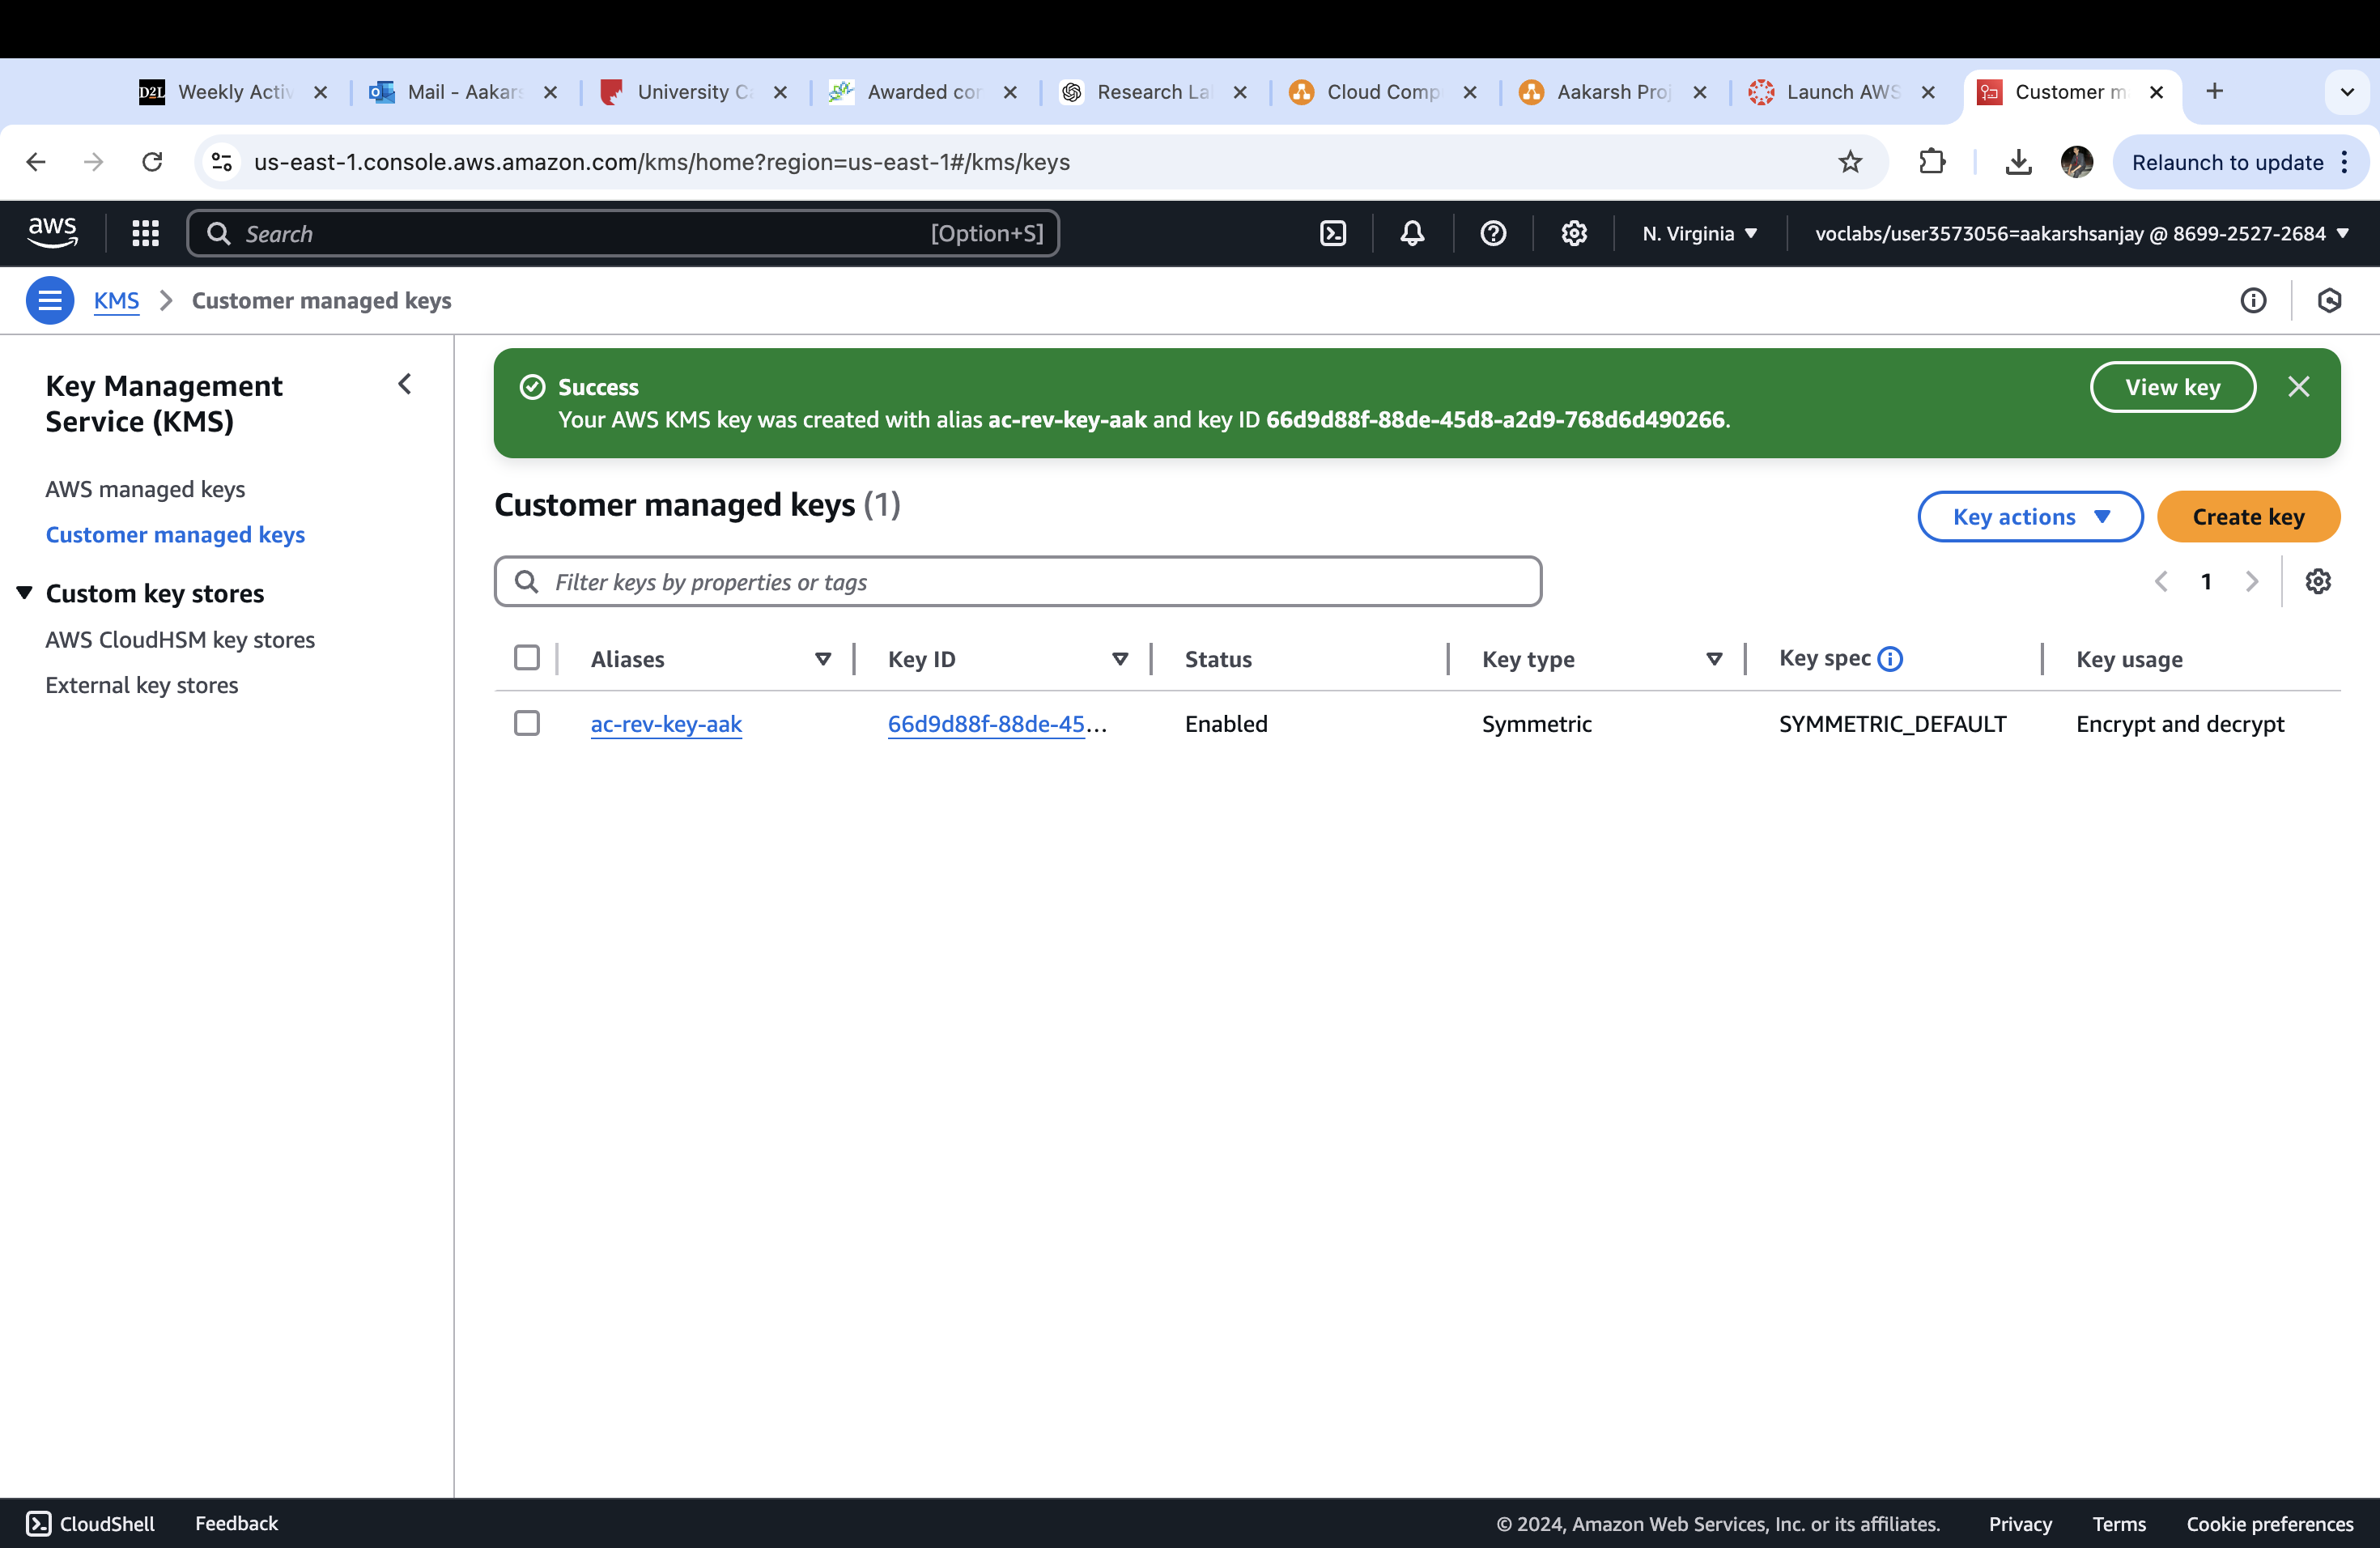 D2L Weekly Activ
Mail - Aakars
University Ca
Awarded con
Research La
Cloud Comp
Aakarsh Proj
Launch AWS
Customer m
us-east-1.console.aws.amazon.com/kms/home?region=us-east-1#/kms/keys
Relaunch to update
aws
Search
[Option+S]
N. Virginia
voclabs/user3573056=aakarshsanjay @ 8699-2527-2684
KMS
Customer managed keys
Key Management
Service (KMS)
AWS managed keys
Customer managed keys
Custom key stores
AWS CloudHSM key stores
External key stores
Success
Your AWS KMS key was created with alias ac-rev-key-aak and key ID 66d9d88f-88de-45d8-a2d9-768d6d490266.
View key
Customer managed keys (1)
Key actions
Create key
Filter keys by properties or tags
1
Aliases
Key ID
Status
Key type
Key spec
Key usage
ac-rev-key-aak
66d9d88f-88de-45...
Enabled
Symmetric
SYMMETRIC_DEFAULT
Encrypt and decrypt
CloudShell
Feedback
© 2024, Amazon Web Services, Inc. or its affiliates.
Privacy
Terms
Cookie preferences